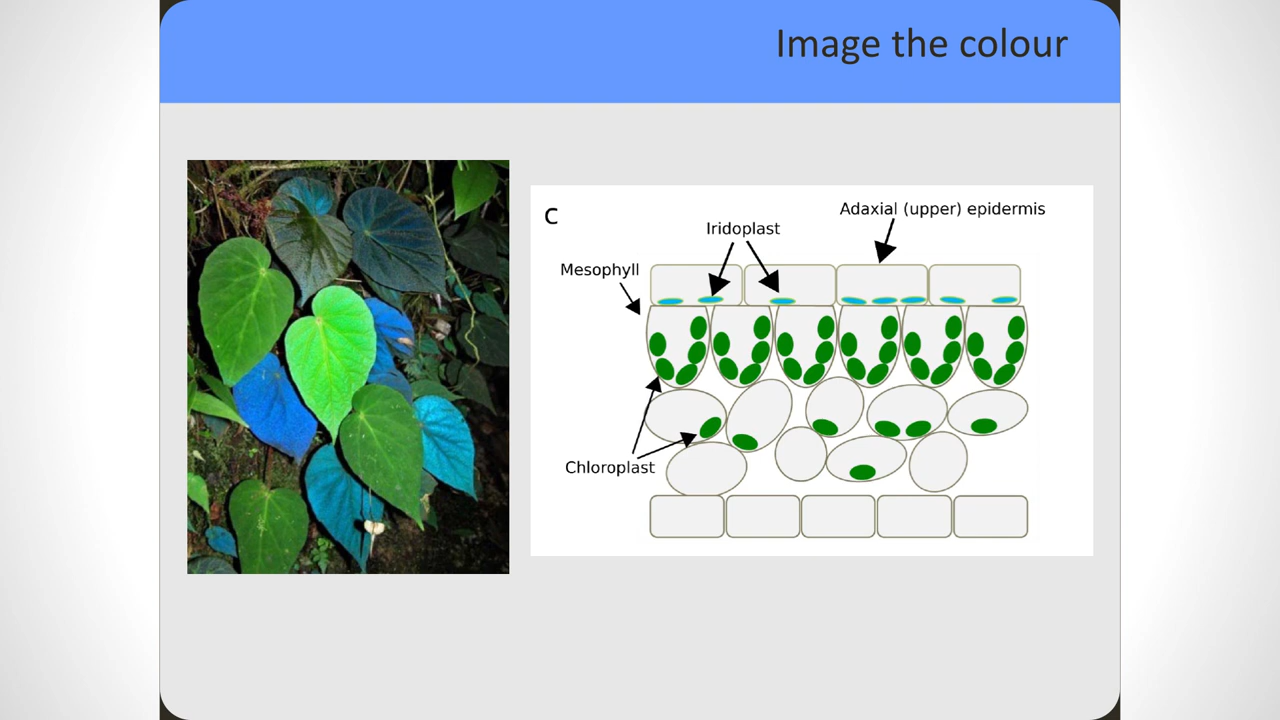 Image the colour
C
Adaxial (upper) epidermis
Iridoplast
Mesophyll
Chloroplast